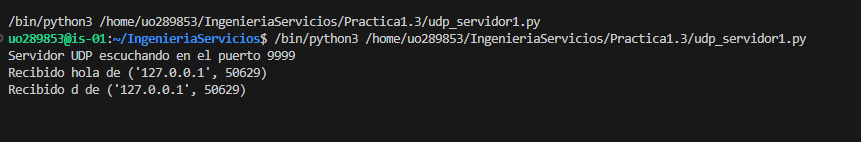 /bin/python3 /home/uo289853/IngenieriaServicios/Practica1.3/udp_servidor1.py
uo289853@is-01:~/IngenieriaServicios$ /bin/python3 /home/uo289853/IngenieriaServicios/Practica1.3/udp_servidor1.py
Servidor UDP escuchando en el puerto 9999
Recibido hola de ('127.0.0.1', 50629)
Recibido d de ('127.0.0.1', 50629)